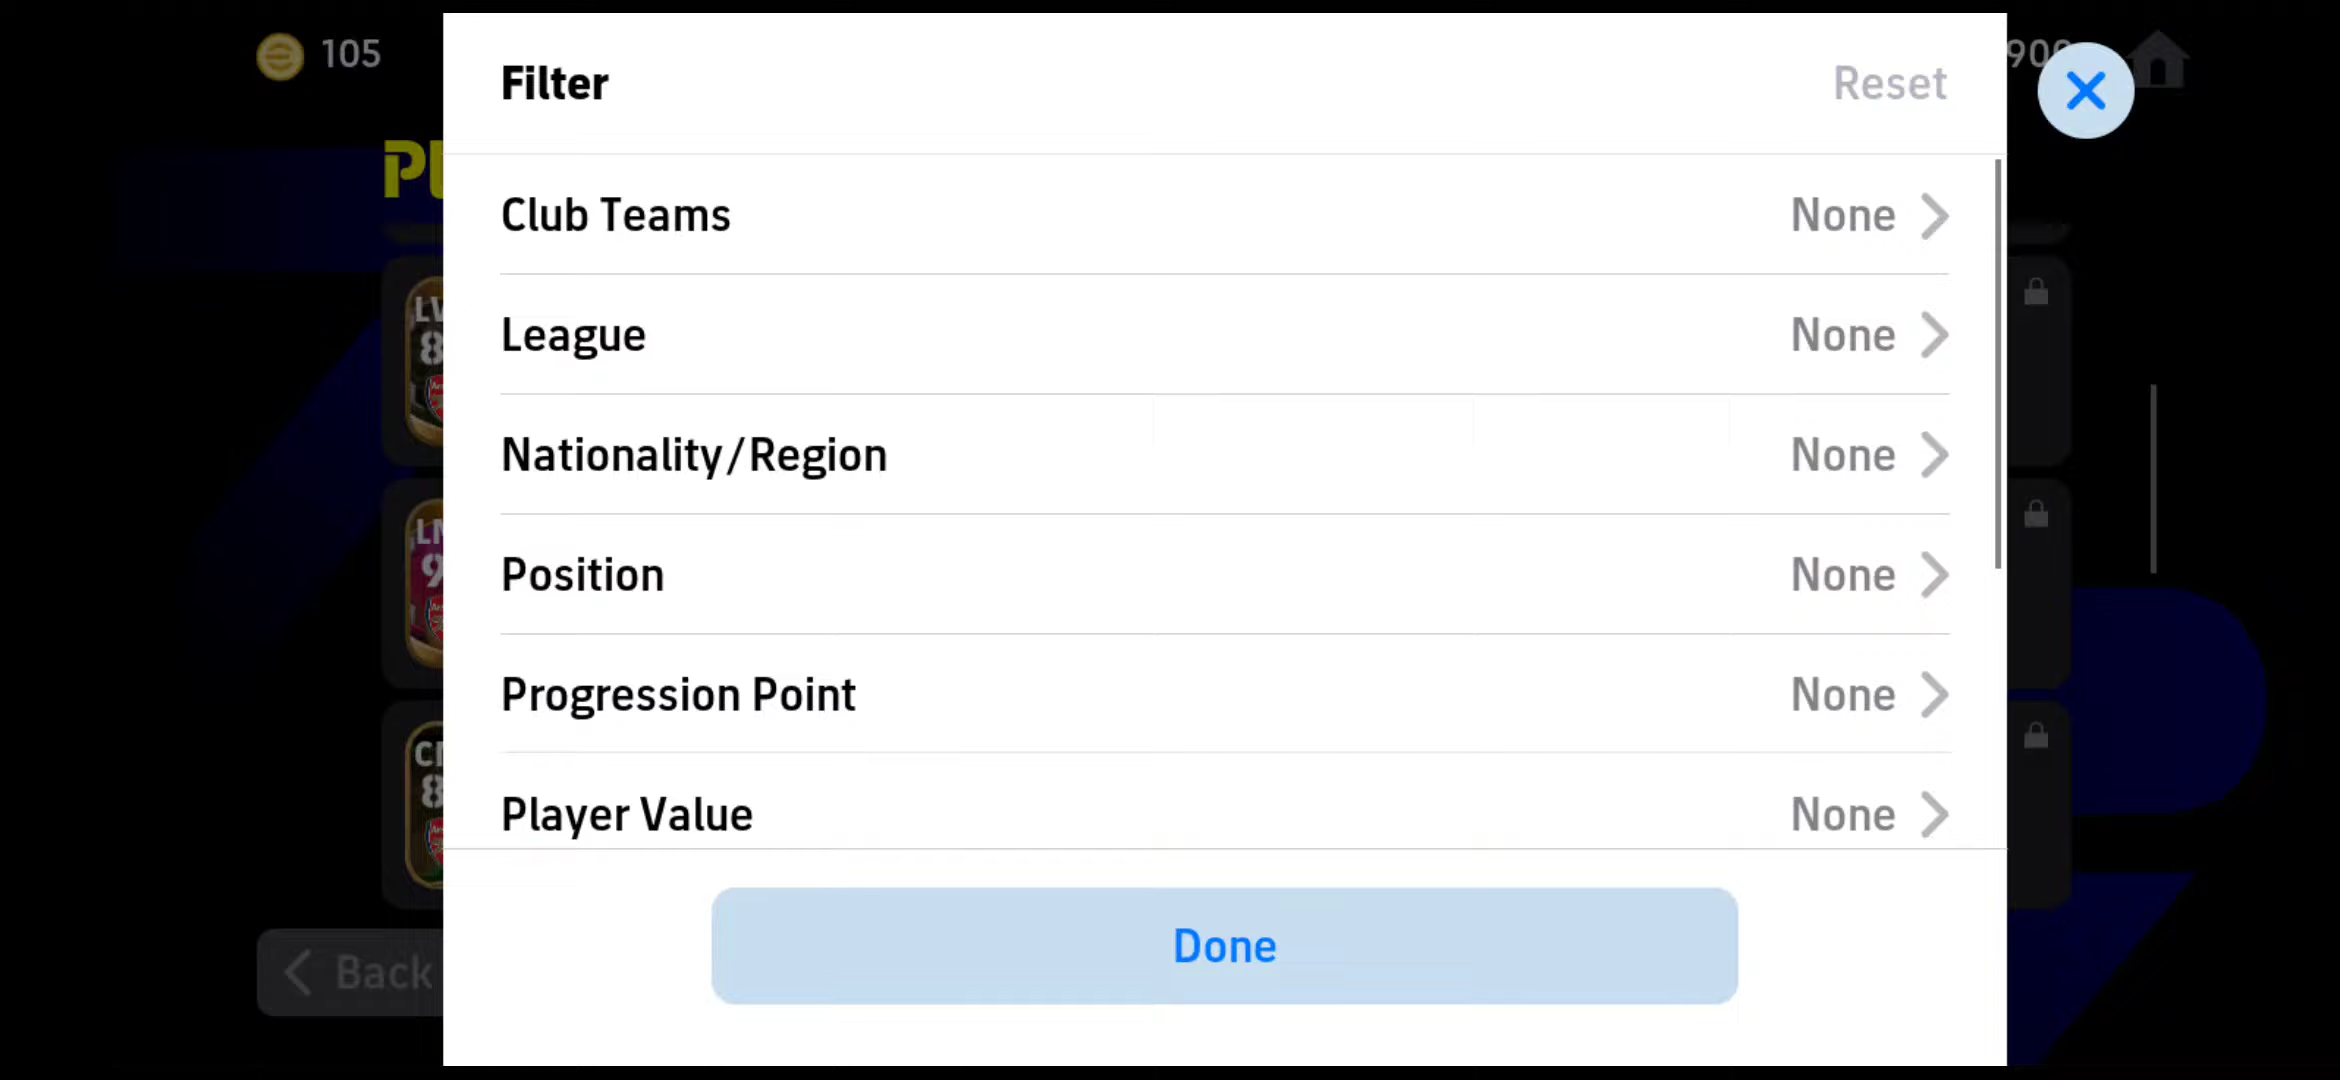 105
900
Filter
Reset
Club Teams None
League None
Nationality/Region None
Position None
Progression Point None
Player Value None
Done
Back